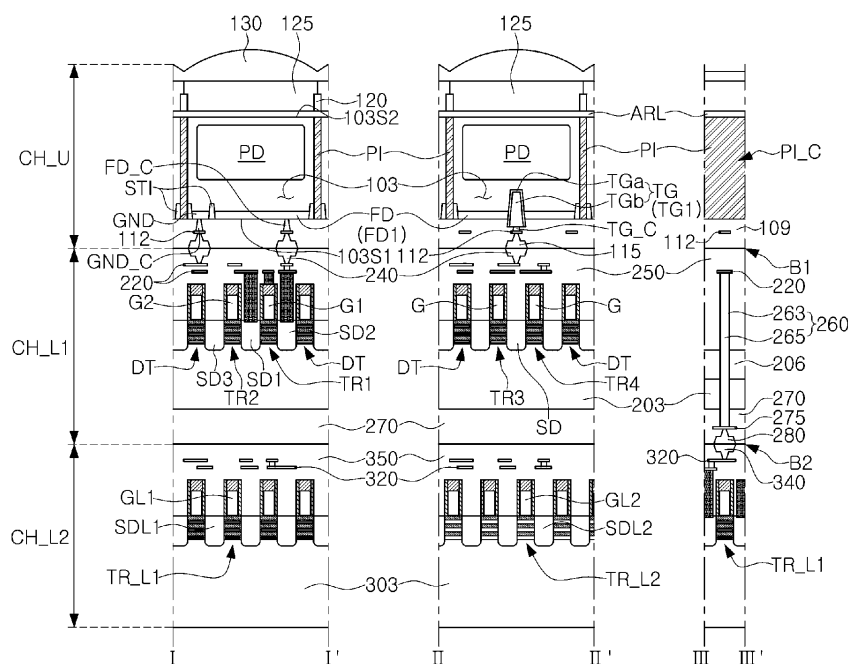 130 125 125
120
103S2 ARL
CH_U FD_C PD PI PD PI PI_C
STI 103 103 TGa TG
TGb (TG1)
GND FD
(FD1) TG_C 109
112 112 112
GND_C 103S1 115
240 250 B1
220 220
G2 G1 G G 263 260
SD2 265
CH_L1
DT SD3 SD1 DT DT DT 206
TR2 TR1 TR3 TR4
203 270
SD 275
270 280
350 320 B2
320 340
GL1 GL2
SDL1 SDL2
CH_L2
TR_L1 TR_L2 TR_L1
303
I I' II II' III III'